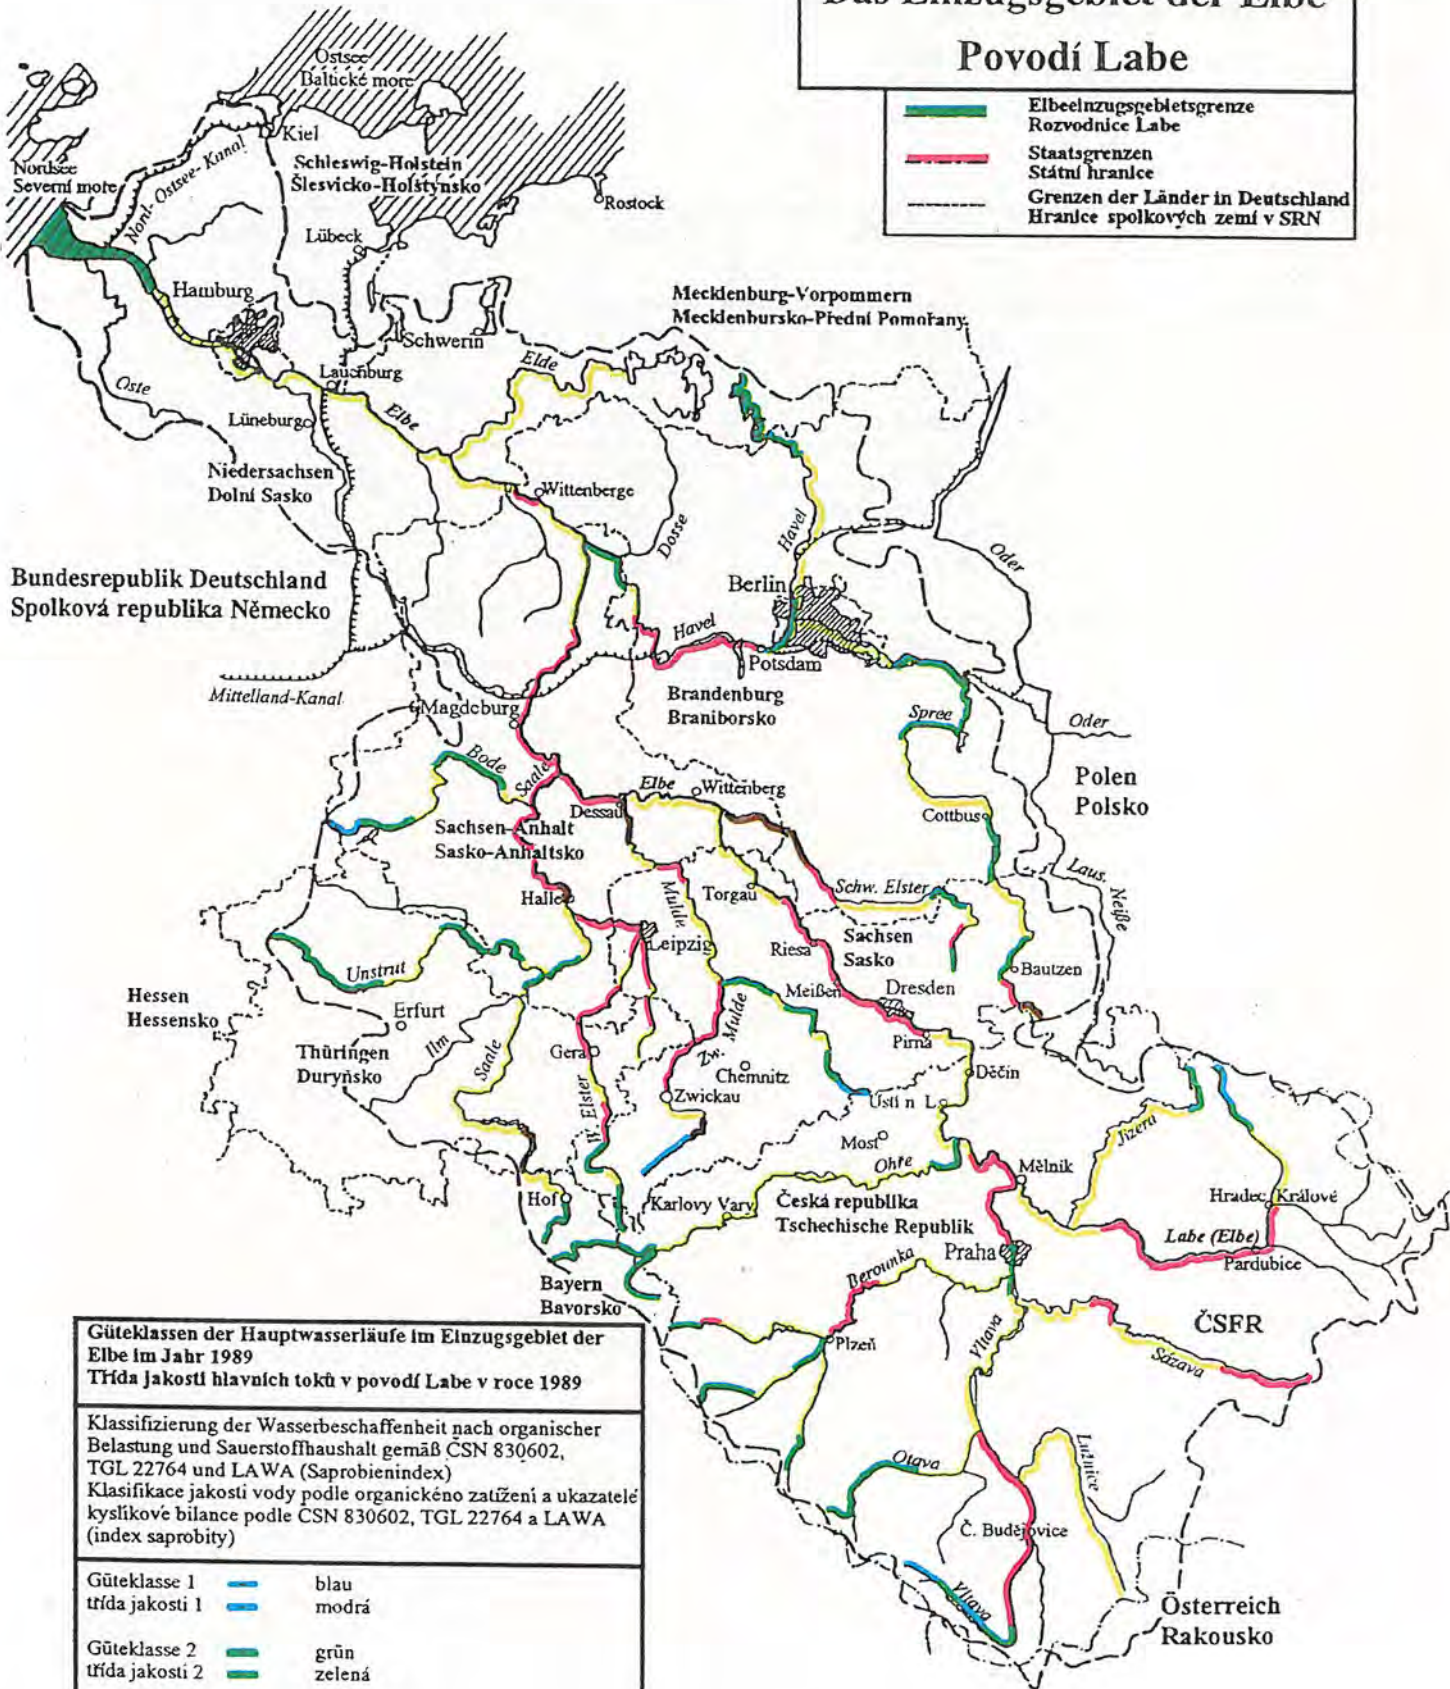 Das Einzugsgebiet der Elbe
Povodí Labe
Elbeeinzugsgebietsgrenze
Rozvodnice Labe
Staatsgrenzen
Státní hranice
Grenzen der Länder in Deutschland
Hranice spolkových zemí v SRN
Ostsee
Baltické more
Kiel
Nordsee
Severní more
Nord-Ostsee-Kanal
Schleswig-Holstein
Šlesvicko-Holštýnsko
Rostock
Lübeck
Hamburg
Mecklenburg-Vorpommern
Mecklenbursko-Přední Pomořany
Schwerin
Elde
Lauenburg
Oste
Elbe
Lüneburg
Niedersachsen
Dolní Sasko
Wittenberge
Dosse
Havel
Oder
Bundesrepublik Deutschland
Spolková republika Německo
Berlin
Havel
Potsdam
Mittelland-Kanal
Brandenburg
Braniborsko
Magdeburg
Spree
Oder
Bode
Saale
Elbe
Wittenberg
Polen
Polsko
Dessau
Cottbus
Sachsen-Anhalt
Sasko-Anhaltsko
Laus. Neiße
Halle
Mulde
Torgau
Schw. Elster
Leipzig
Riesa
Sachsen
Sasko
Unstrut
Bautzen
Hessen
Hessensko
Erfurt
Meißen
Dresden
Ilm
Saale
Zw. Mulde
Pirna
Thüringen
Duryňsko
Gera
Chemnitz
Děčín
Zwickau
Ústí n L.
W. Elster
Most
Jizera
Ohře
Mělnik
Hof
Karlovy Vary
Česká republika
Tschechische Republik
Hradec Králové
Labe (Elbe)
Praha
Pardubice
Berounka
Bayern
Bavorsko
ČSFR
Plzeň
Vltava
Sázava
Otava
Lužnice
Č. Budějovice
Vltava
Österreich
Rakousko
Güteklassen der Hauptwasserläufe im Einzugsgebiet der
Elbe im Jahr 1989
Třída jakosti hlavních toků v povodí Labe v roce 1989
Klassifizierung der Wasserbeschaffenheit nach organischer
Belastung und Sauerstoffhaushalt gemäß ČSN 830602,
TGL 22764 und LAWA (Saprobienindex)
Klasifikace jakosti vody podle organického zatížení a ukazatelé
kyslíkové bilance podle ČSN 830602, TGL 22764 a LAWA
(index saprobity)
Güteklasse 1 blau
třída jakosti 1 modrá
Güteklasse 2 grün
třída jakosti 2 zelená